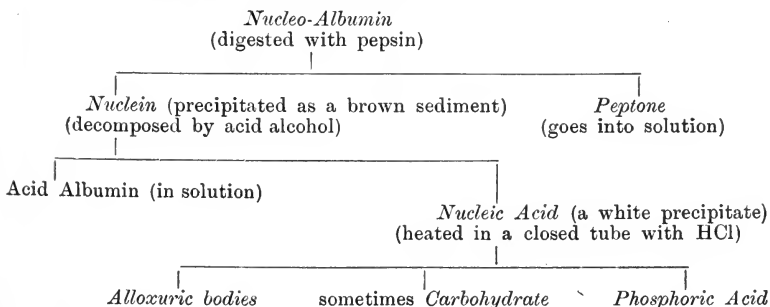 Nucleo-Albumin
(digested with pepsin)
Nuclein (precipitated as a brown sediment)
(decomposed by acid alcohol)
Peptone
(goes into solution)
Acid Albumin (in solution)
Nucleic Acid (a white precipitate)
(heated in a closed tube with HCl)
Alloxuric bodies sometimes Carbohydrate Phosphoric Acid